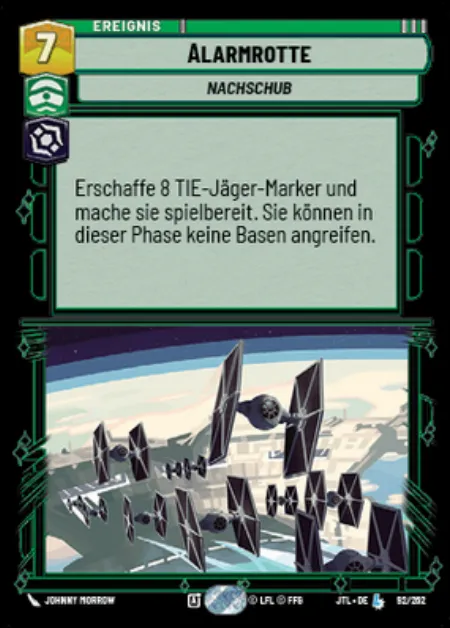 EREIGNIS
7
ALARMROTTE
NACHSCHUB
Erschaffe 8 TIE-Jäger-Marker und
mache sie spielbereit. Sie können in
dieser Phase keine Basen angreifen.
JOHNNY MORROW
© LFL © FFG
JTL • DE
92/262